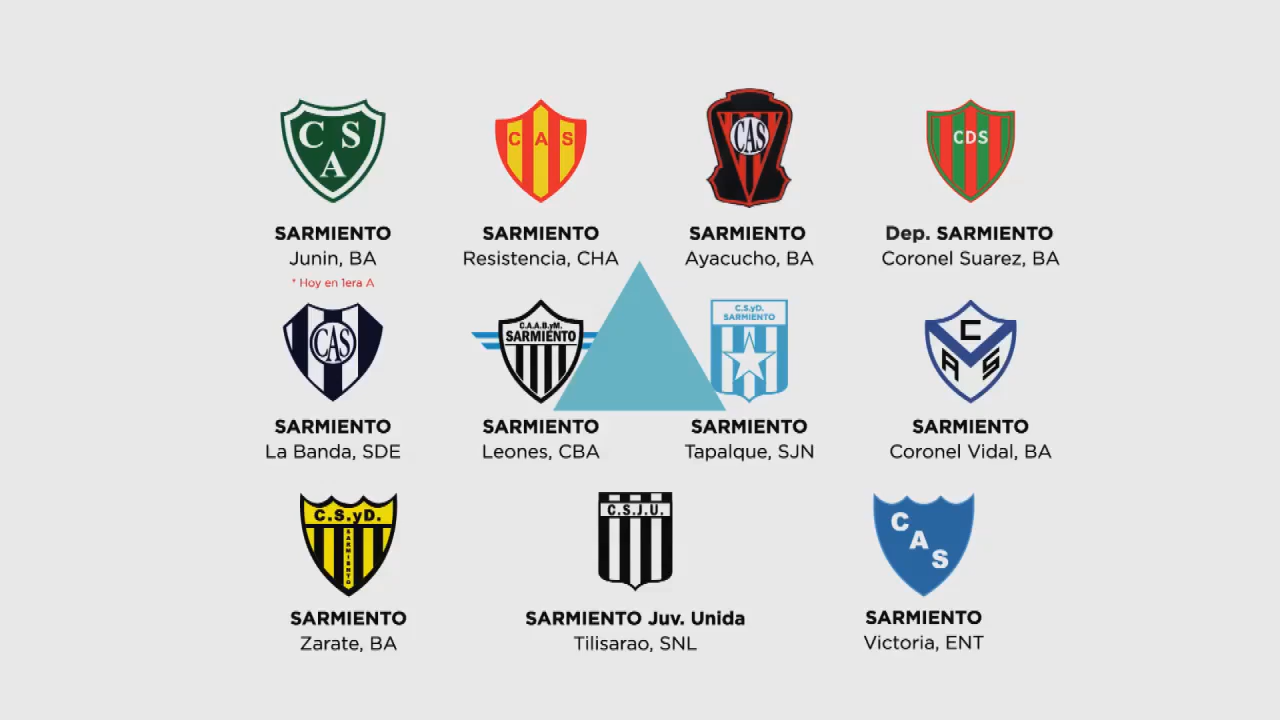 C S
A
C A S
CAS
CDS
SARMIENTO
Junin, BA
* Hoy en 1era A
SARMIENTO
Resistencia, CHA
SARMIENTO
Ayacucho, BA
Dep. SARMIENTO
Coronel Suarez, BA
CAS
C.A.A.B.yM.
SARMIENTO
C.S.yD.
SARMIENTO
C
A S
SARMIENTO
La Banda, SDE
SARMIENTO
Leones, CBA
SARMIENTO
Tapalque, SJN
SARMIENTO
Coronel Vidal, BA
C.S.yD.
SARMIENTO
C.S.J.U.
C
A
S
SARMIENTO
Zarate, BA
SARMIENTO Juv. Unida
Tilisarao, SNL
SARMIENTO
Victoria, ENT